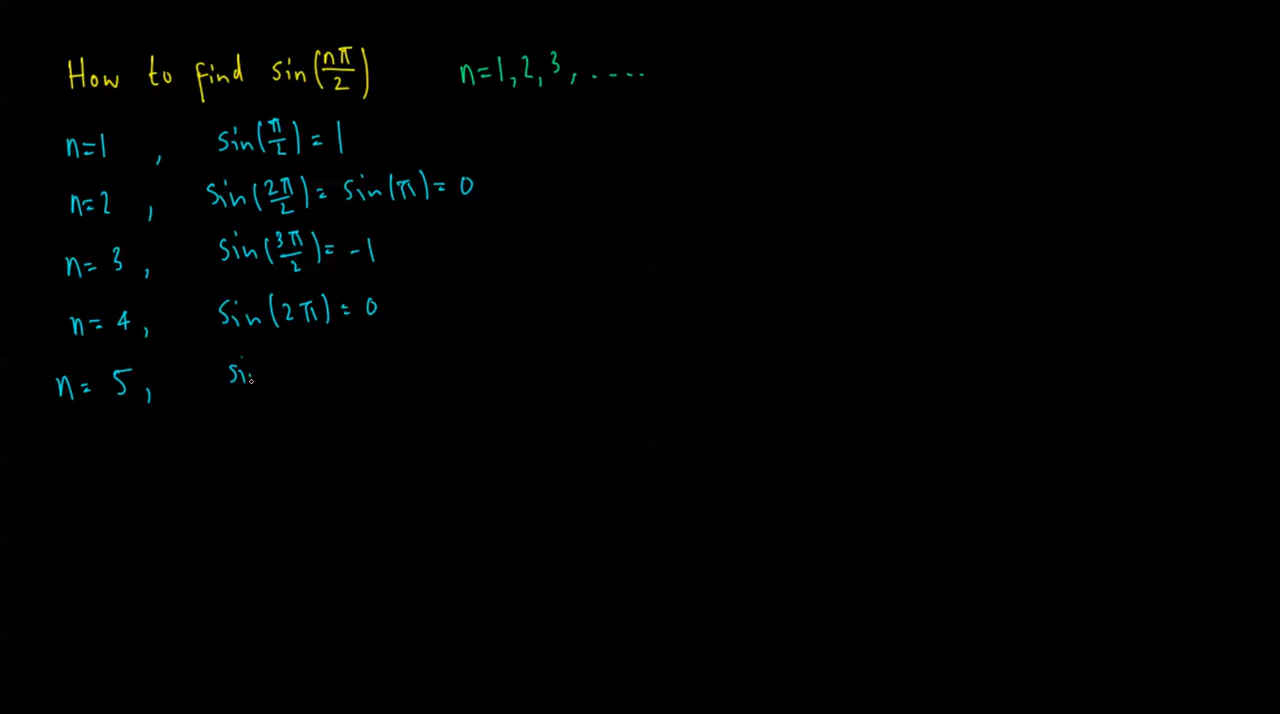 How to find sin(nπ/2) n=1,2,3,.....
n=1 , sin(π/2)=1
n=2 , sin(2π/2)= sin(π)= 0
n= 3 , sin(3π/2)= -1
n= 4 , sin(2π)= 0
n= 5 , si